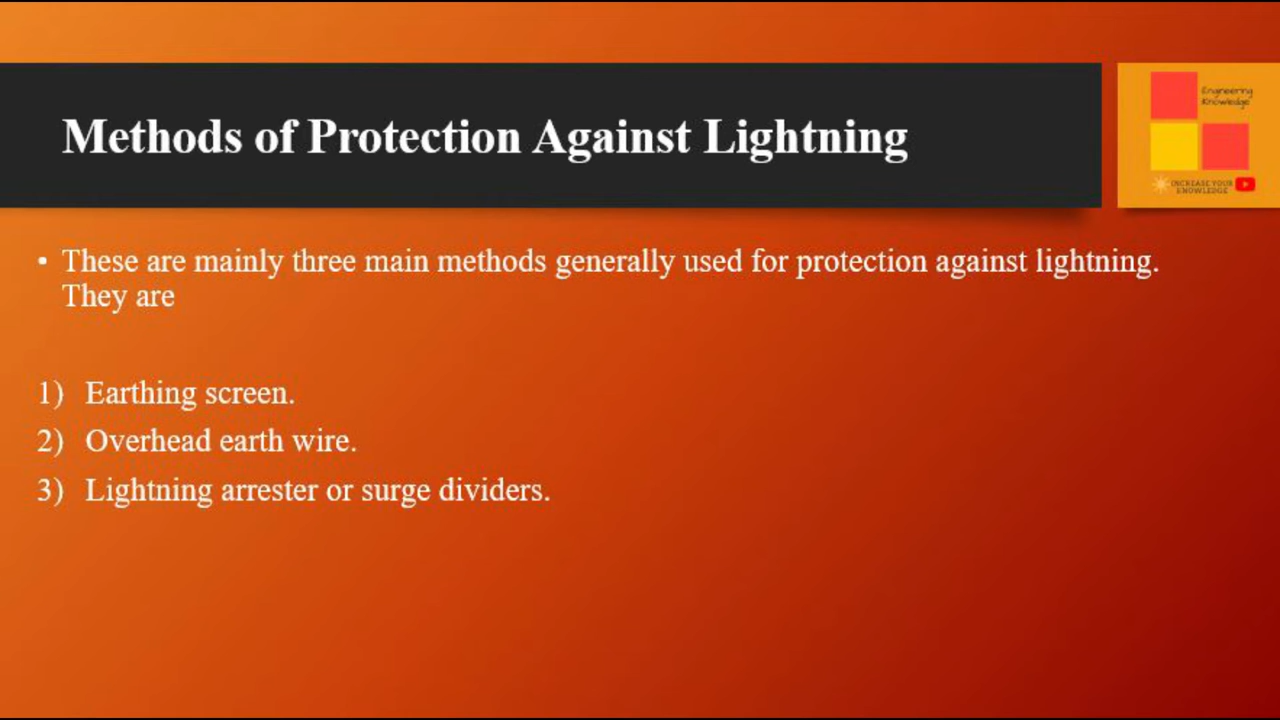 Methods of Protection Against Lightning
Engineering
Knowledge
INCREASE YOUR
KNOWLEDGE
• These are mainly three main methods generally used for protection against lightning.
They are
1) Earthing screen.
2) Overhead earth wire.
3) Lightning arrester or surge dividers.